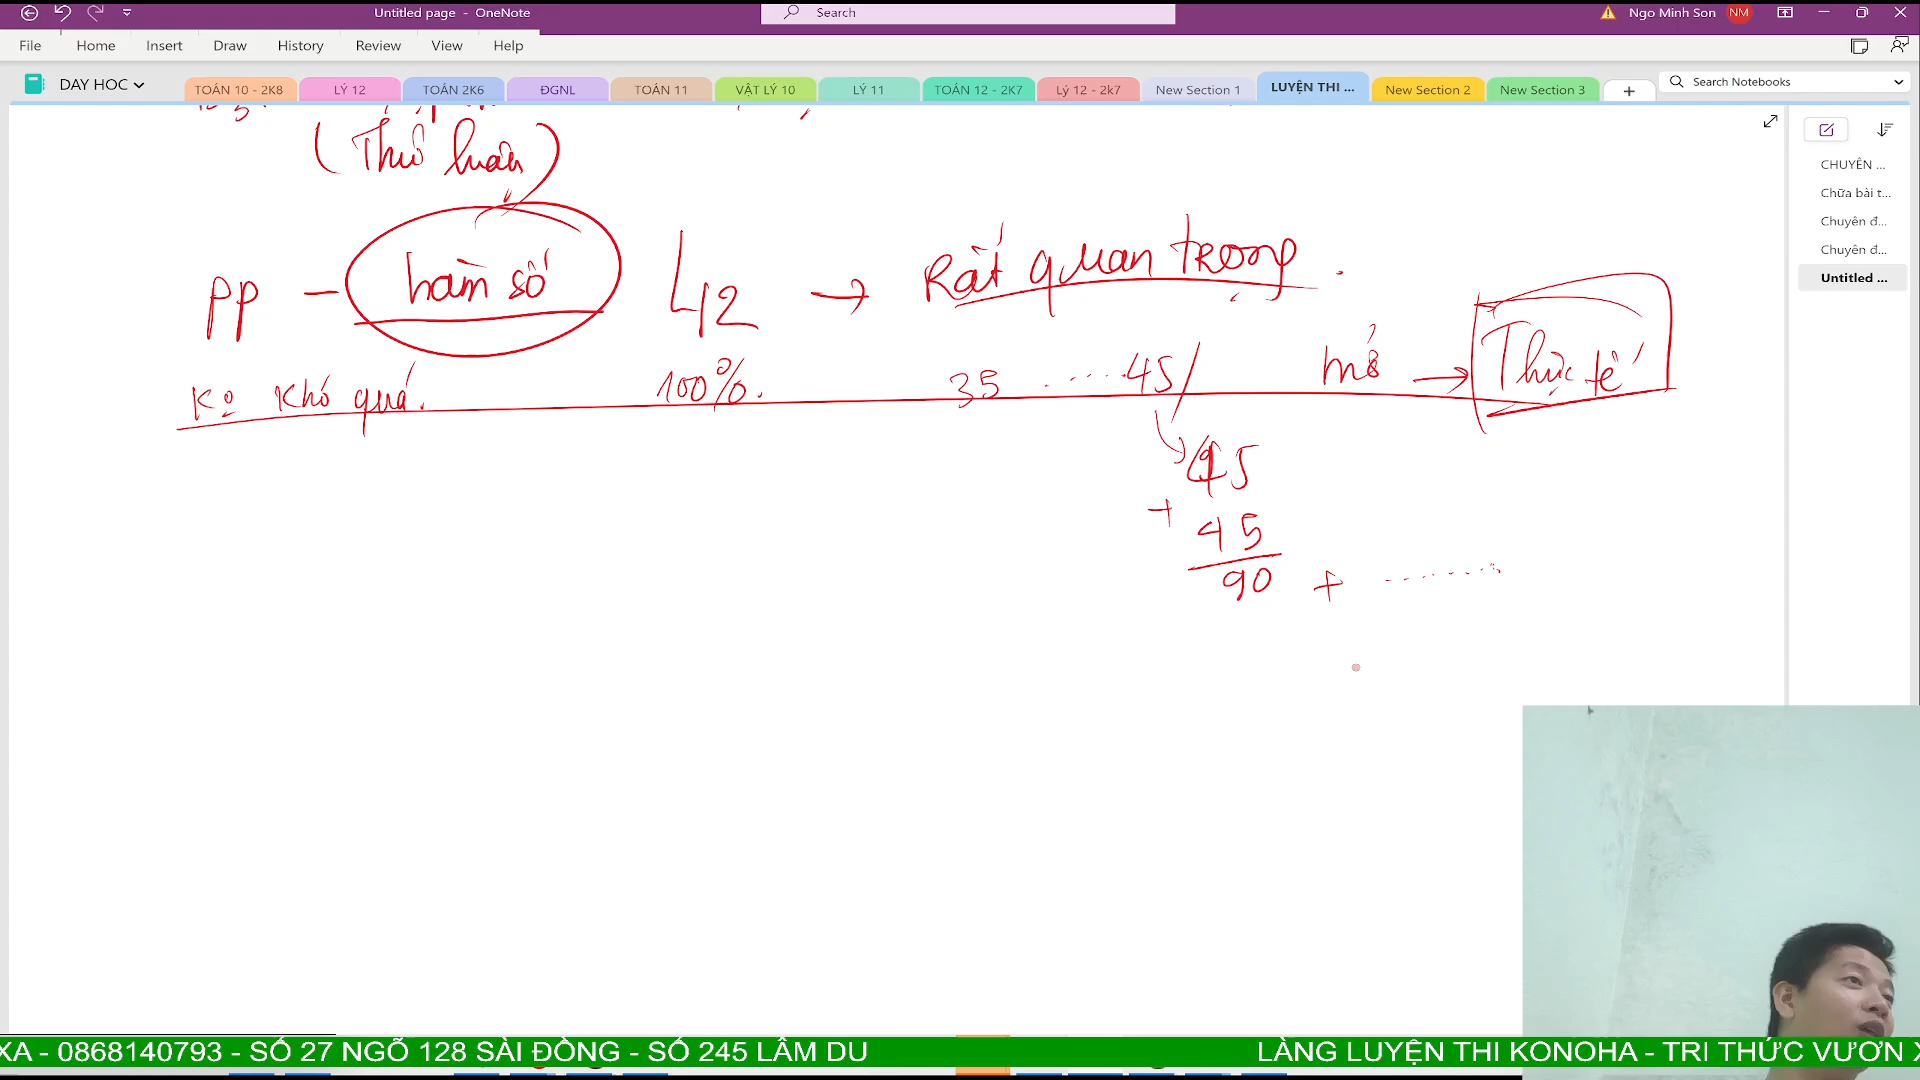 Untitled page - OneNote
Search
Ngo Minh Son
NM
File Home Insert Draw History Review View Help
DAY HOC
TOÁN 10 - 2K8
LÝ 12
TOÁN 2K6
ĐGNL
TOÁN 11
VẬT LÝ 10
LÝ 11
TOÁN 12 - 2K7
Lý 12 - 2k7
New Section 1
LUYỆN THI ...
New Section 2
New Section 3
+
Search Notebooks
CHUYÊN ...
Chữa bài t...
Chuyên đ...
Chuyên đ...
Untitled ...
PP - hàm số L12 → Rất quan trọng.
Ko khó quá. 100%. 35 ...... 45 / mở → Thực tế
45
+
45
90 + ........
XA - 0868140793 - SỐ 27 NGÕ 128 SÀI ĐỒNG - SỐ 245 LÂM DU
LÀNG LUYỆN THI KONOHA - TRI THỨC VƯƠN X